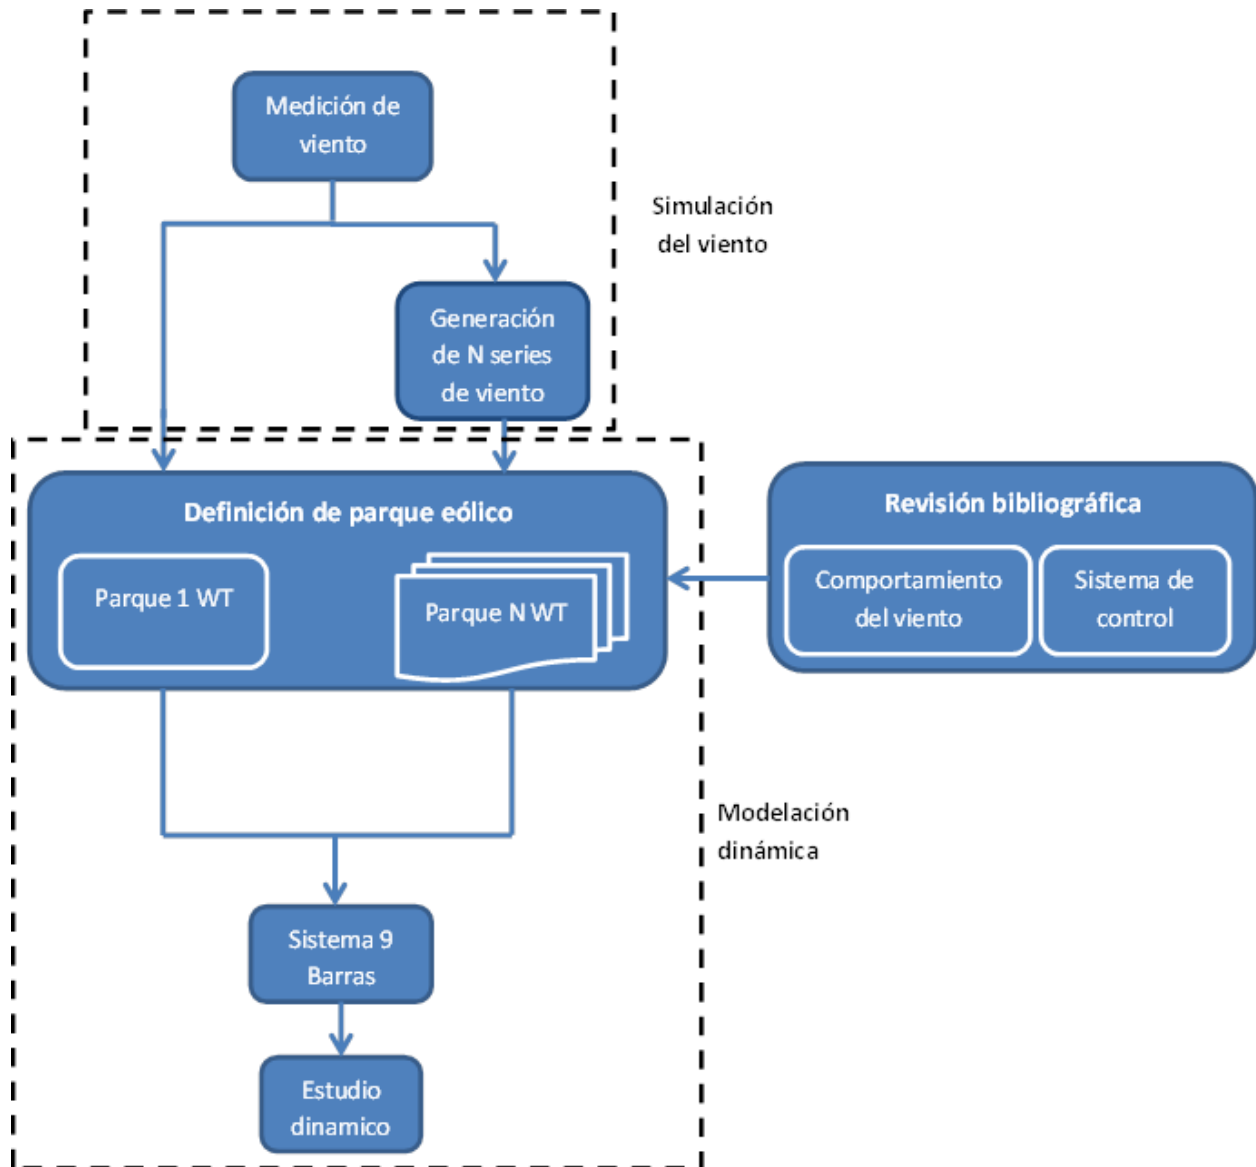 Medición de
viento
Simulación
del viento
Generación
de N series
de viento
Definición de parque eólico
Parque 1 WT
Parque N WT
Revisión bibliográfica
Comportamiento
del viento
Sistema de
control
Modelación
dinámica
Sistema 9
Barras
Estudio
dinamico